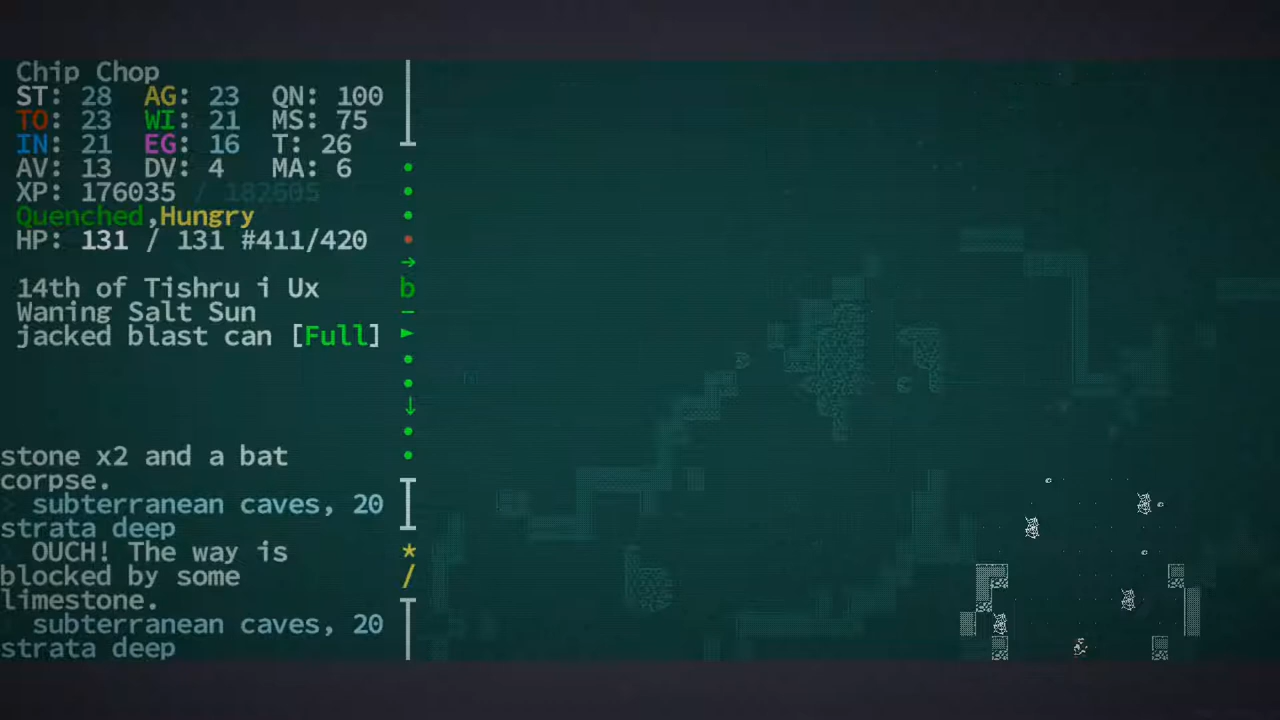 Chip Chop
ST: 28 AG: 23 QN: 100
TO: 23 WI: 21 MS: 75
IN: 21 EG: 16 T: 26
AV: 13 DV: 4 MA: 6
XP: 176035 / 182605
Quenched,Hungry
HP: 131 / 131 #411/420
14th of Tishru i Ux
Waning Salt Sun
jacked blast can [Full]
b
stone x2 and a bat
corpse.
> subterranean caves, 20
strata deep
OUCH! The way is
blocked by some
limestone.
subterranean caves, 20
strata deep